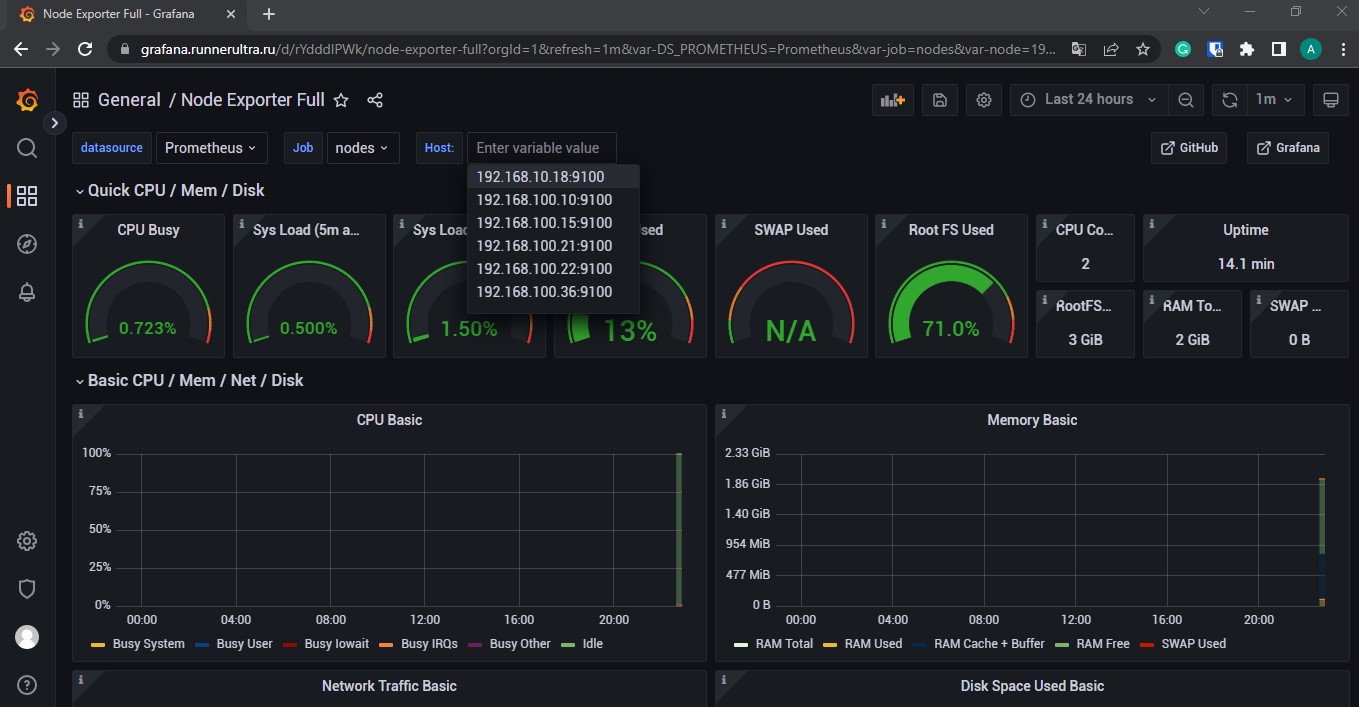 Node Exporter Full - Grafana
grafana.runnerultra.ru/d/rYdddlPWk/node-exporter-full?orgId=1&refresh=1m&var-DS_PROMETHEUS=Prometheus&var-job=nodes&var-node=19...
A
General / Node Exporter Full
Last 24 hours
1m
datasource Prometheus Job nodes Host: Enter variable value
GitHub Grafana
192.168.10.18:9100
192.168.100.10:9100
192.168.100.15:9100
192.168.100.21:9100
192.168.100.22:9100
192.168.100.36:9100
Quick CPU / Mem / Disk
CPU Busy
0.723%
Sys Load (5m a...
0.500%
Sys Load
1.50%
sed
13%
SWAP Used
N/A
Root FS Used
71.0%
CPU Co...
2
Uptime
14.1 min
RootFS...
3 GiB
RAM To...
2 GiB
SWAP ...
0 B
Basic CPU / Mem / Net / Disk
CPU Basic
100%
75%
50%
25%
0%
00:00 04:00 08:00 12:00 16:00 20:00
Busy System Busy User Busy Iowait Busy IRQs Busy Other Idle
Memory Basic
2.33 GiB
1.86 GiB
1.40 GiB
954 MiB
477 MiB
0 B
00:00 04:00 08:00 12:00 16:00 20:00
RAM Total RAM Used RAM Cache + Buffer RAM Free SWAP Used
Network Traffic Basic
Disk Space Used Basic